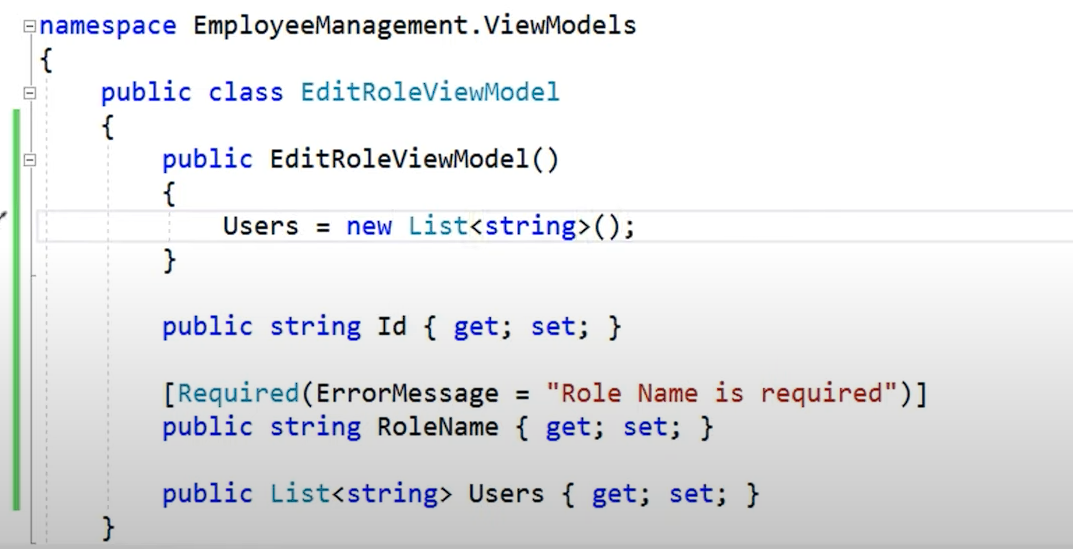 namespace EmployeeManagement.ViewModels
{
public class EditRoleViewModel
{
public EditRoleViewModel()
{
Users = new List<string>();
}
public string Id { get; set; }
[Required(ErrorMessage = "Role Name is required")]
public string RoleName { get; set; }
public List<string> Users { get; set; }
}